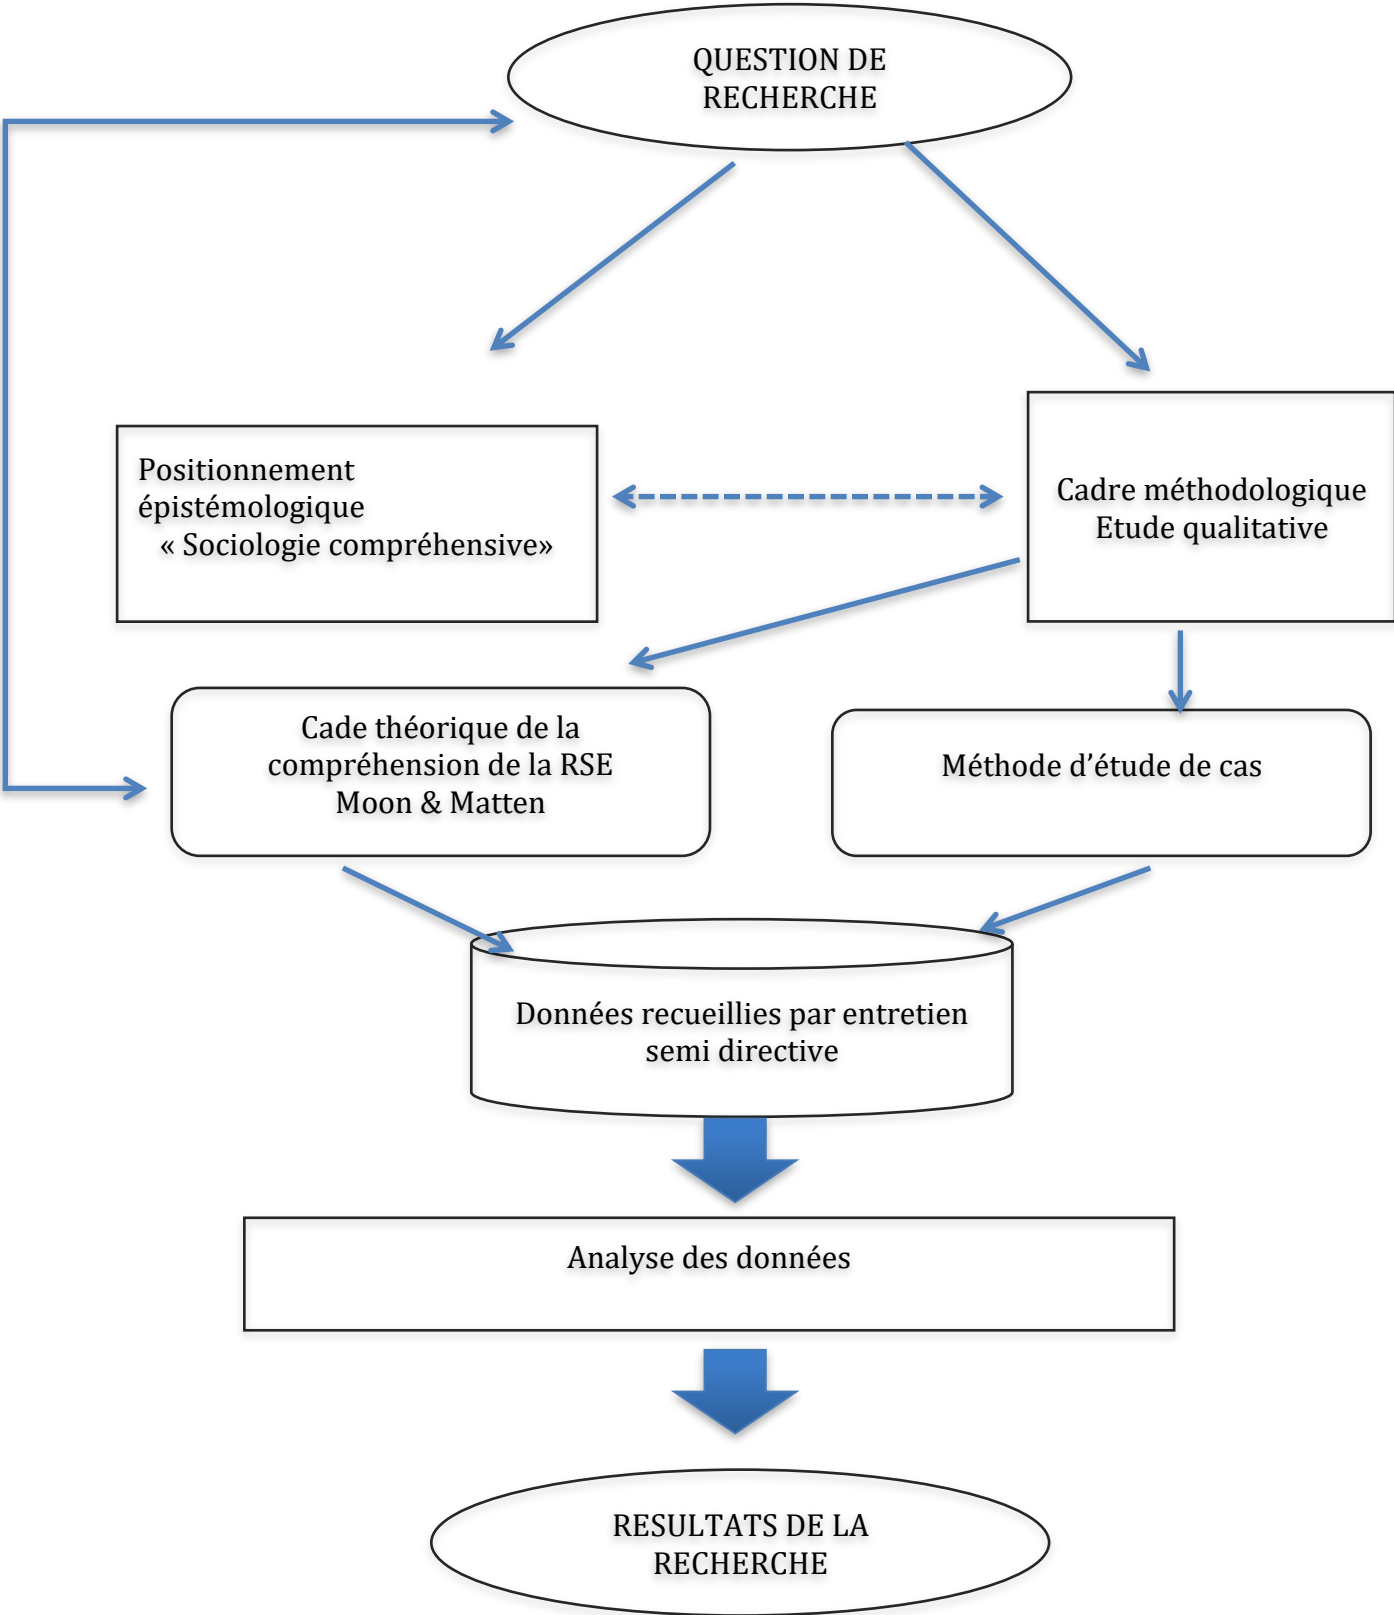 QUESTION DE
RECHERCHE
Positionnement
épistémologique
« Sociologie compréhensive»
Cadre méthodologique
Etude qualitative
Cade théorique de la
compréhension de la RSE
Moon & Matten
Méthode d’étude de cas
Données recueillies par entretien
semi directive
Analyse des données
RESULTATS DE LA
RECHERCHE